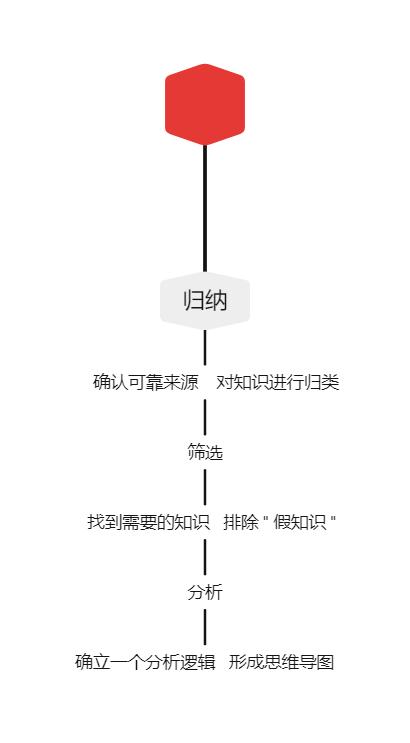 归纳
确认可靠来源 对知识进行归类
筛选
找到需要的知识 排除"假知识"
分析
确立一个分析逻辑 形成思维导图